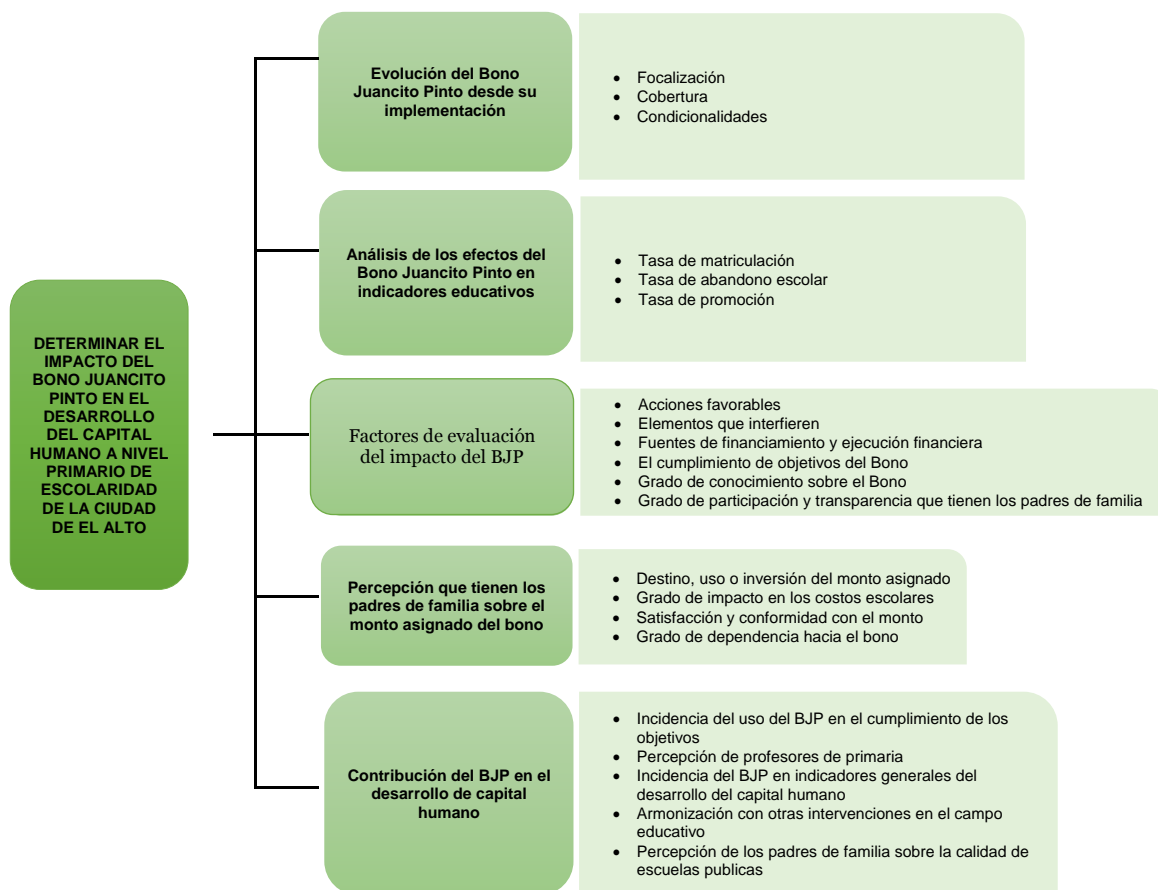 DETERMINAR EL
IMPACTO DEL
BONO JUANCITO
PINTO EN EL
DESARROLLO
DEL CAPITAL
HUMANO A NIVEL
PRIMARIO DE
ESCOLARIDAD
DE LA CIUDAD
DE EL ALTO
Evolución del Bono
Juancito Pinto desde su
implementación
• Focalización
• Cobertura
• Condicionalidades
Análisis de los efectos del
Bono Juancito Pinto en
indicadores educativos
• Tasa de matriculación
• Tasa de abandono escolar
• Tasa de promoción
Factores de evaluación
del impacto del BJP
• Acciones favorables
• Elementos que interfieren
• Fuentes de financiamiento y ejecución financiera
• El cumplimiento de objetivos del Bono
• Grado de conocimiento sobre el Bono
• Grado de participación y transparencia que tienen los padres de familia
Percepción que tienen los
padres de familia sobre el
monto asignado del bono
• Destino, uso o inversión del monto asignado
• Grado de impacto en los costos escolares
• Satisfacción y conformidad con el monto
• Grado de dependencia hacia el bono
Contribución del BJP en el
desarrollo de capital
humano
• Incidencia del uso del BJP en el cumplimiento de los
objetivos
• Percepción de profesores de primaria
• Incidencia del BJP en indicadores generales del
desarrollo del capital humano
• Armonización con otras intervenciones en el campo
educativo
• Percepción de los padres de familia sobre la calidad de
escuelas publicas